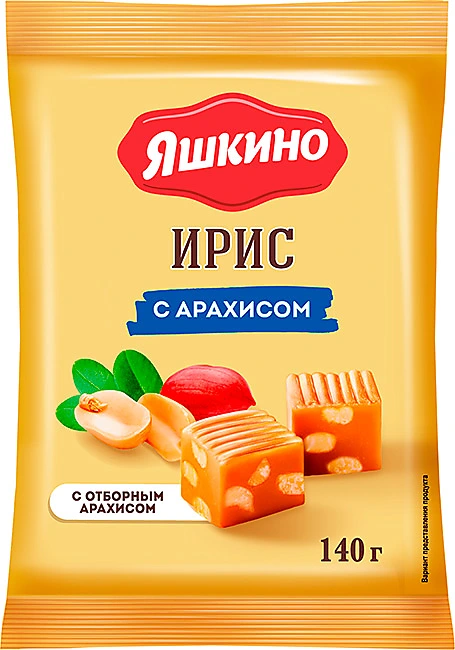 Яшкино
ИРИС
С АРАХИСОМ
С ОТБОРНЫМ
АРАХИСОМ
140 г
Вариант представления продукта